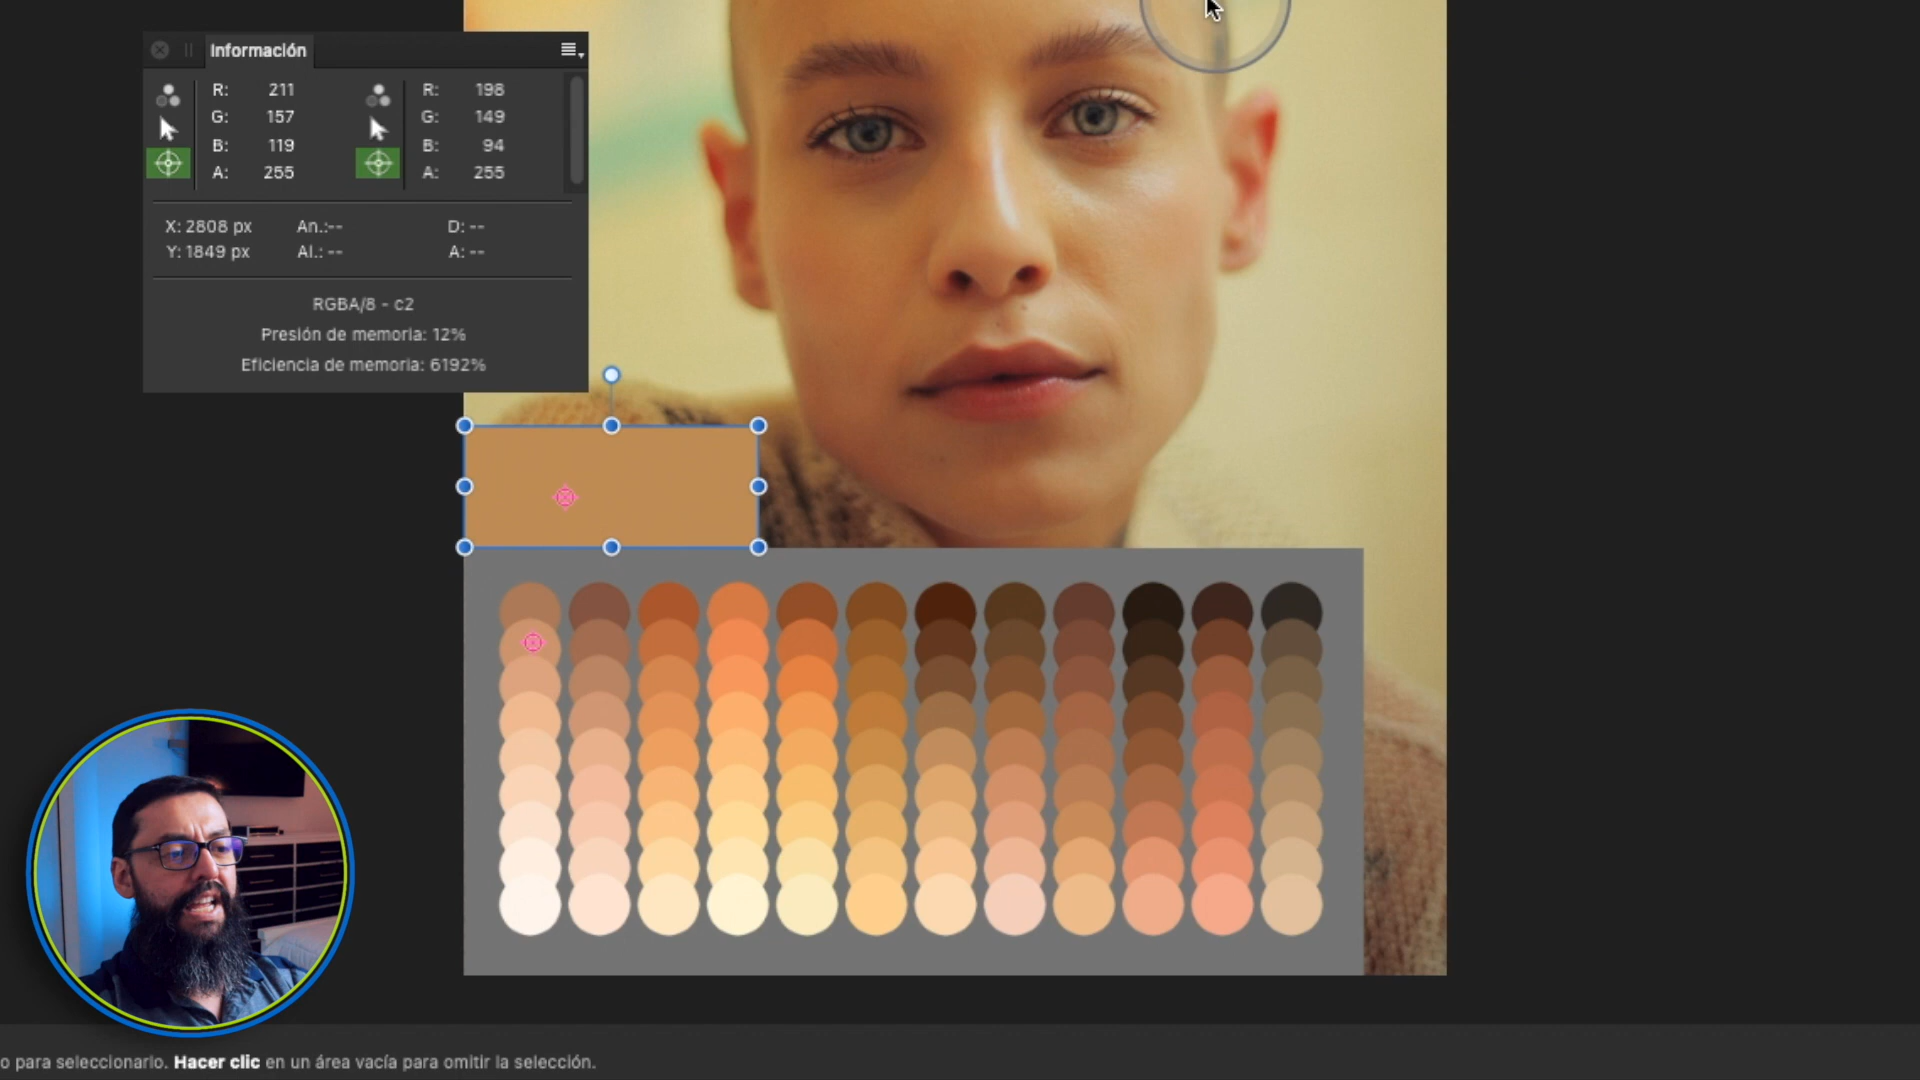 Información
R: 211 R: 198
G: 157 G: 149
B: 119 B: 94
A: 255 A: 255
X: 2808 px An.:-- D: --
Y: 1849 px Al.: -- A: --
RGBA/8 - c2
Presión de memoria: 12%
Eficiencia de memoria: 6192%
o para seleccionarlo. Hacer clic en un área vacía para omitir la selección.